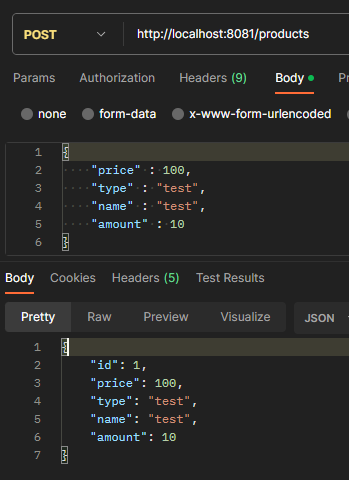 POST http://localhost:8081/products
Params Authorization Headers (9) Body
none form-data x-www-form-urlencoded
1 {
2 "price" : 100,
3 "type" : "test",
4 "name" : "test",
5 "amount" : 10
6 }
Body Cookies Headers (5) Test Results
Pretty Raw Preview Visualize JSON
1 {
2 "id": 1,
3 "price": 100,
4 "type": "test",
5 "name": "test",
6 "amount": 10
7 }